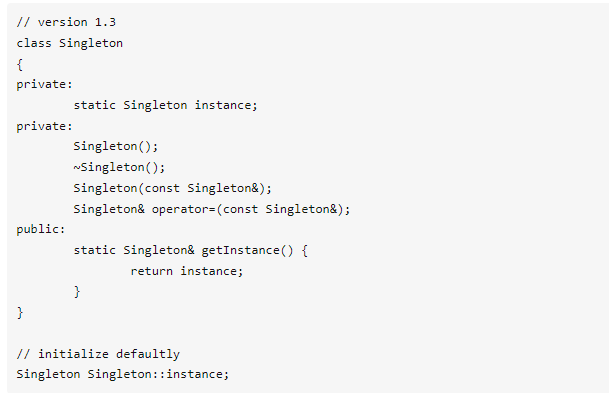 // version 1.3
class Singleton
{
private:
        static Singleton instance;
private:
        Singleton();
        ~Singleton();
        Singleton(const Singleton&);
        Singleton& operator=(const Singleton&);
public:
        static Singleton& getInstance() {
                return instance;
        }
}

// initialize defaultly
Singleton Singleton::instance;